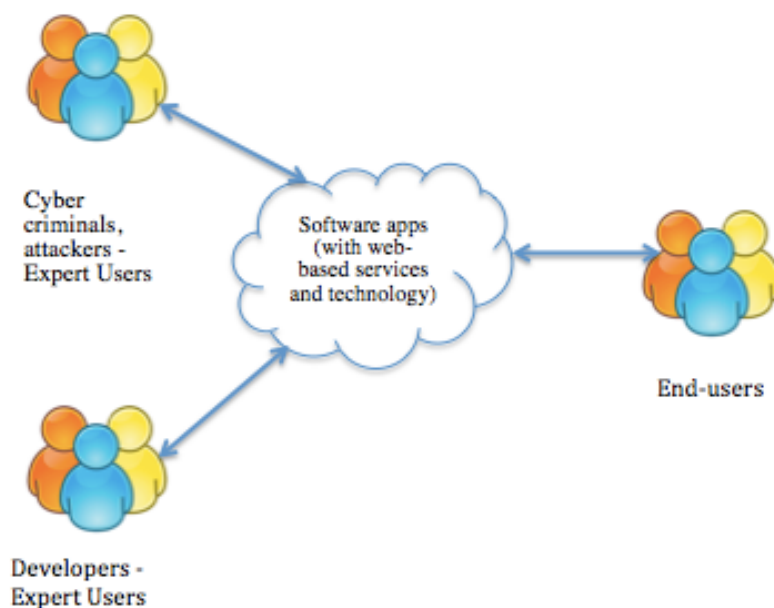 Cyber
criminals,
attackers -
Expert Users
Software apps
(with web-
based services
and technology)
End-users
Developers -
Expert Users